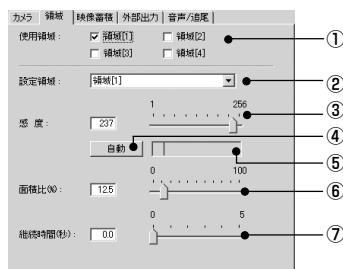 カメラ 領域 映像蓄積 外部出力 音声/追尾
使用領域: 領域[1] 領域[2] ①
領域[3] 領域[4]
設定領域: 領域[1] ②
1 256 ③
感 度: 237
自動 ④
⑤
0 100
面積比(%): 12.5 ⑥
0 5
継続時間(秒): 0.0 ⑦